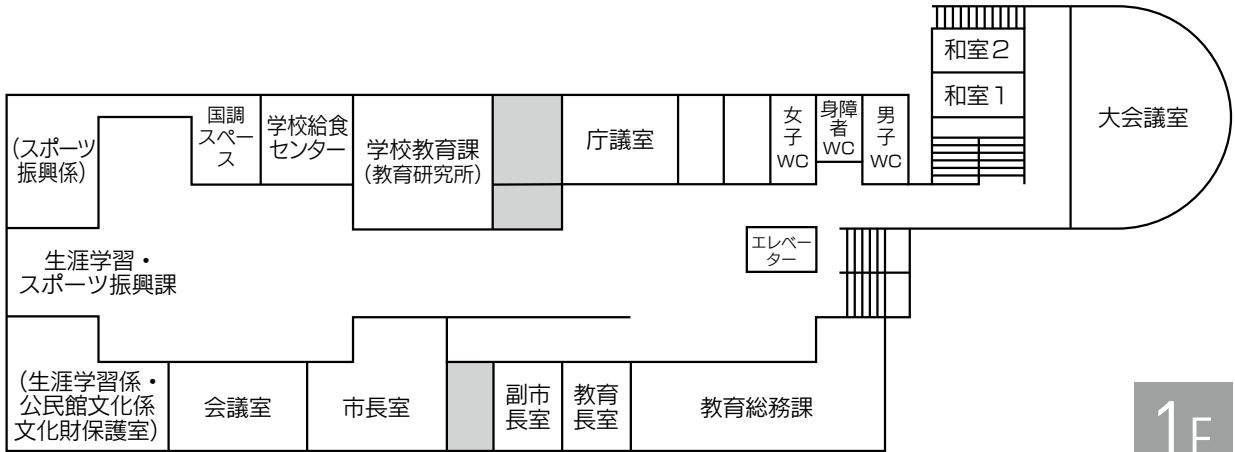 和室2
和室1
大会議室
(スポーツ
振興係)
国調
スペー
ス
学校給食
センター
学校教育課
(教育研究所)
庁議室
女
子
WC
身障
者
WC
男
子
WC
生涯学習・
スポーツ振興課
エレベー
ター
(生涯学習係・
公民館文化係
文化財保護室)
会議室
市長室
副市
長室
教育
長室
教育総務課
1F